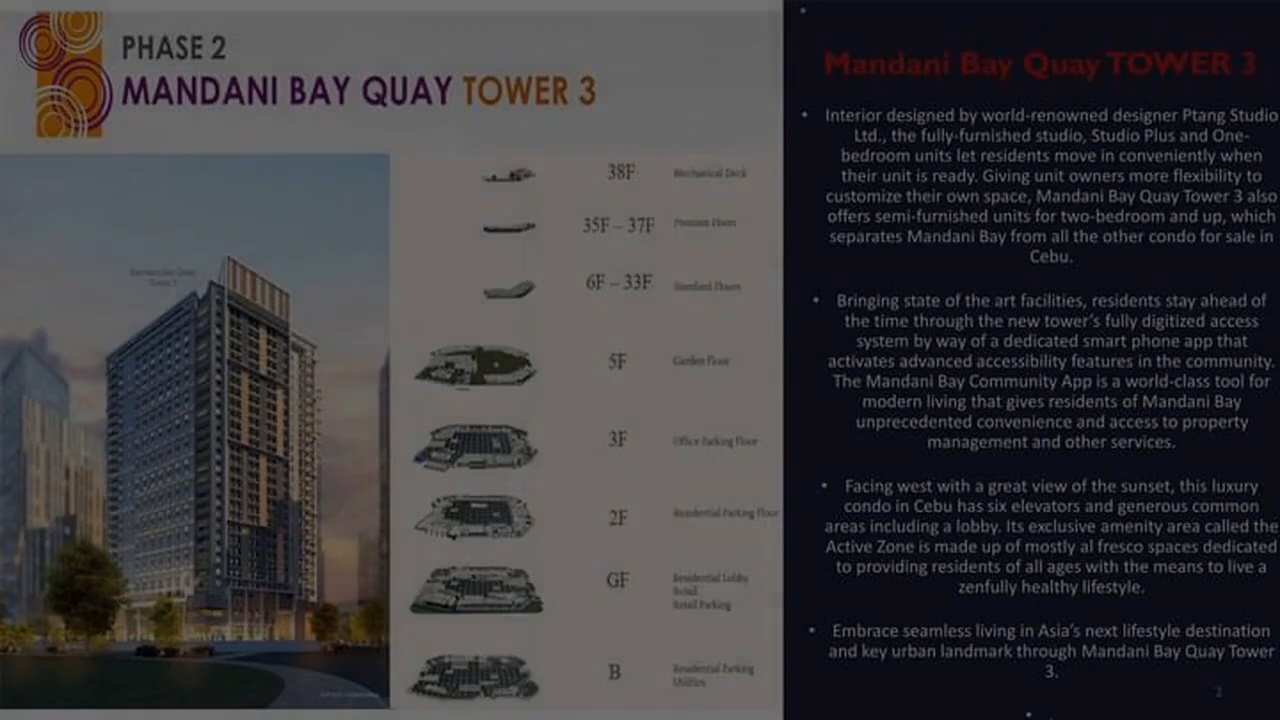 PHASE 2
MANDANI BAY QUAY TOWER 3
38F Mechanical Deck
35F – 37F Premium Floors
6F – 33F Standard Floors
5F Garden Floor
3F Office Parking Floor
2F Residential Parking Floor
GF Residential Lobby
Retail
Retail Parking
B Residential Parking
Utilities
Mandani Bay Quay TOWER 3
• Interior designed by world-renowned designer Ptang Studio
Ltd., the fully-furnished studio, Studio Plus and One-
bedroom units let residents move in conveniently when
their unit is ready. Giving unit owners more flexibility to
customize their own space, Mandani Bay Quay Tower 3 also
offers semi-furnished units for two-bedroom and up, which
separates Mandani Bay from all the other condo for sale in
Cebu.
• Bringing state of the art facilities, residents stay ahead of
the time through the new tower's fully digitized access
system by way of a dedicated smart phone app that
activates advanced accessibility features in the community.
The Mandani Bay Community App is a world-class tool for
modern living that gives residents of Mandani Bay
unprecedented convenience and access to property
management and other services.
• Facing west with a great view of the sunset, this luxury
condo in Cebu has six elevators and generous common
areas including a lobby. Its exclusive amenity area called the
Active Zone is made up of mostly al fresco spaces dedicated
to providing residents of all ages with the means to live a
zenfully healthy lifestyle.
• Embrace seamless living in Asia's next lifestyle destination
and key urban landmark through Mandani Bay Quay Tower
3.